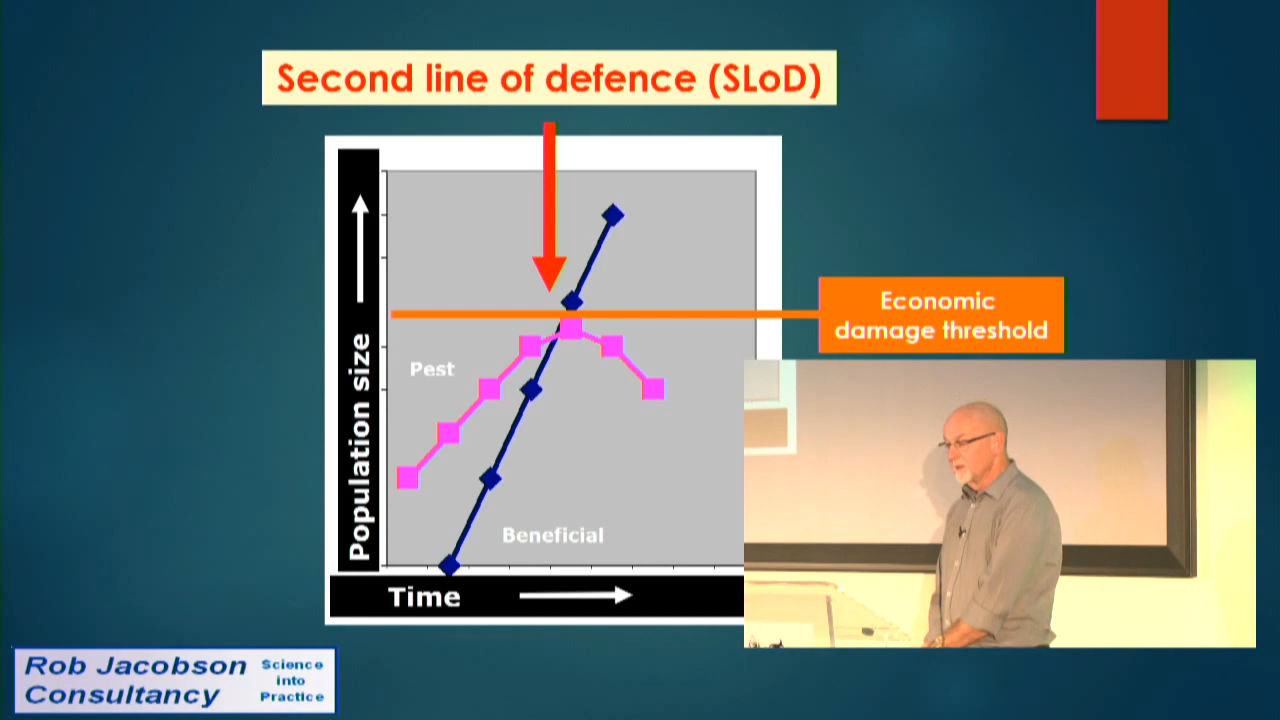 Second line of defence (SLoD)
Economic
damage threshold
Population size
Pest
Beneficial
Time
Rob Jacobson
Consultancy
Science
into
Practice